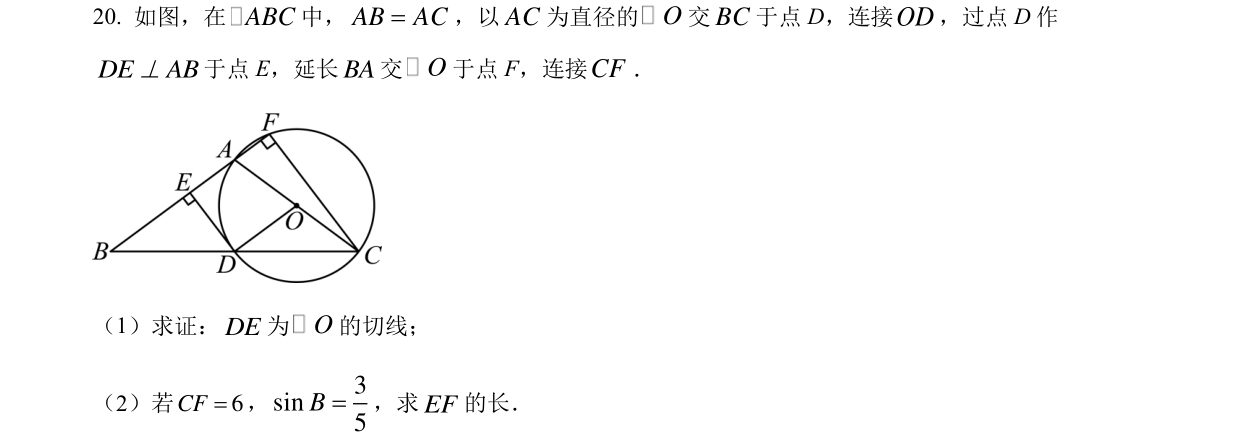 20. 如图，在□ABC 中，AB = AC，以 AC 为直径的□ O 交 BC 于点 D，连接 OD，过点 D 作
DE ⊥ AB 于点 E，延长 BA 交□ O 于点 F，连接 CF．
F
A
E
O
B
D
C
（1）求证：DE 为□ O 的切线；
（2）若 CF = 6，sin B = 3/5，求 EF 的长．